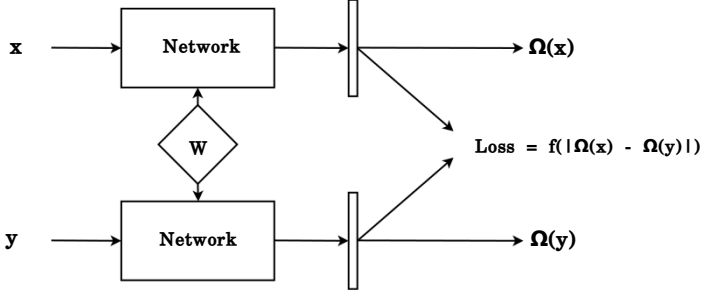 x
Network
Ω(x)
W
Loss = f(|Ω(x) - Ω(y)|)
y
Network
Ω(y)